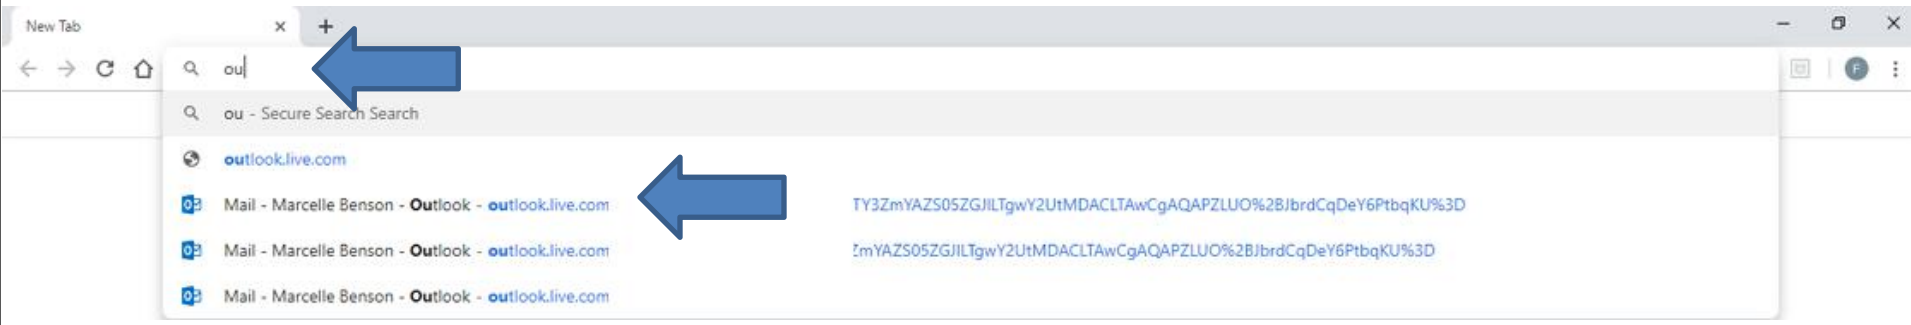 New Tab
ou
F
ou - Secure Search Search
outlook.live.com
Mail - Marcelle Benson - Outlook - outlook.live.com TY3ZmYAZS05ZGJlLTgwY2UtMDACLTAwCgAQAPZLUO%2BJbrdCqDeY6PtbqKU%3D
Mail - Marcelle Benson - Outlook - outlook.live.com ZmYAZS05ZGJlLTgwY2UtMDACLTAwCgAQAPZLUO%2BJbrdCqDeY6PtbqKU%3D
Mail - Marcelle Benson - Outlook - outlook.live.com